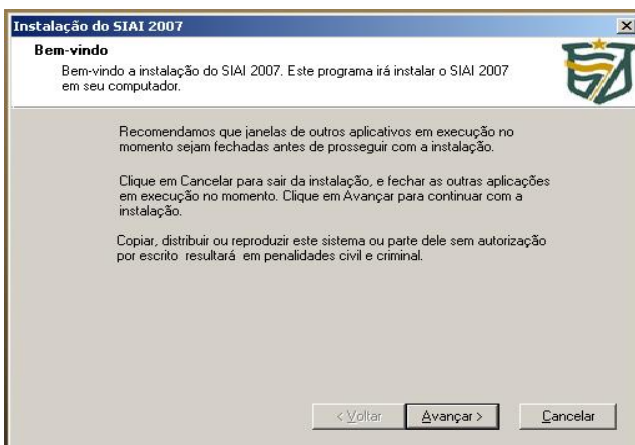 Instalação do SIAI 2007
Bem-vindo
Bem-vindo a instalação do SIAI 2007. Este programa irá instalar o SIAI 2007
em seu computador.
Recomendamos que janelas de outros aplicativos em execução no
momento sejam fechadas antes de prosseguir com a instalação.
Clique em Cancelar para sair da instalação, e fechar as outras aplicações
em execução no momento. Clique em Avançar para continuar com a
instalação.
Copiar, distribuir ou reproduzir este sistema ou parte dele sem autorização
por escrito resultará em penalidades civil e criminal.
< Voltar Avançar > Cancelar